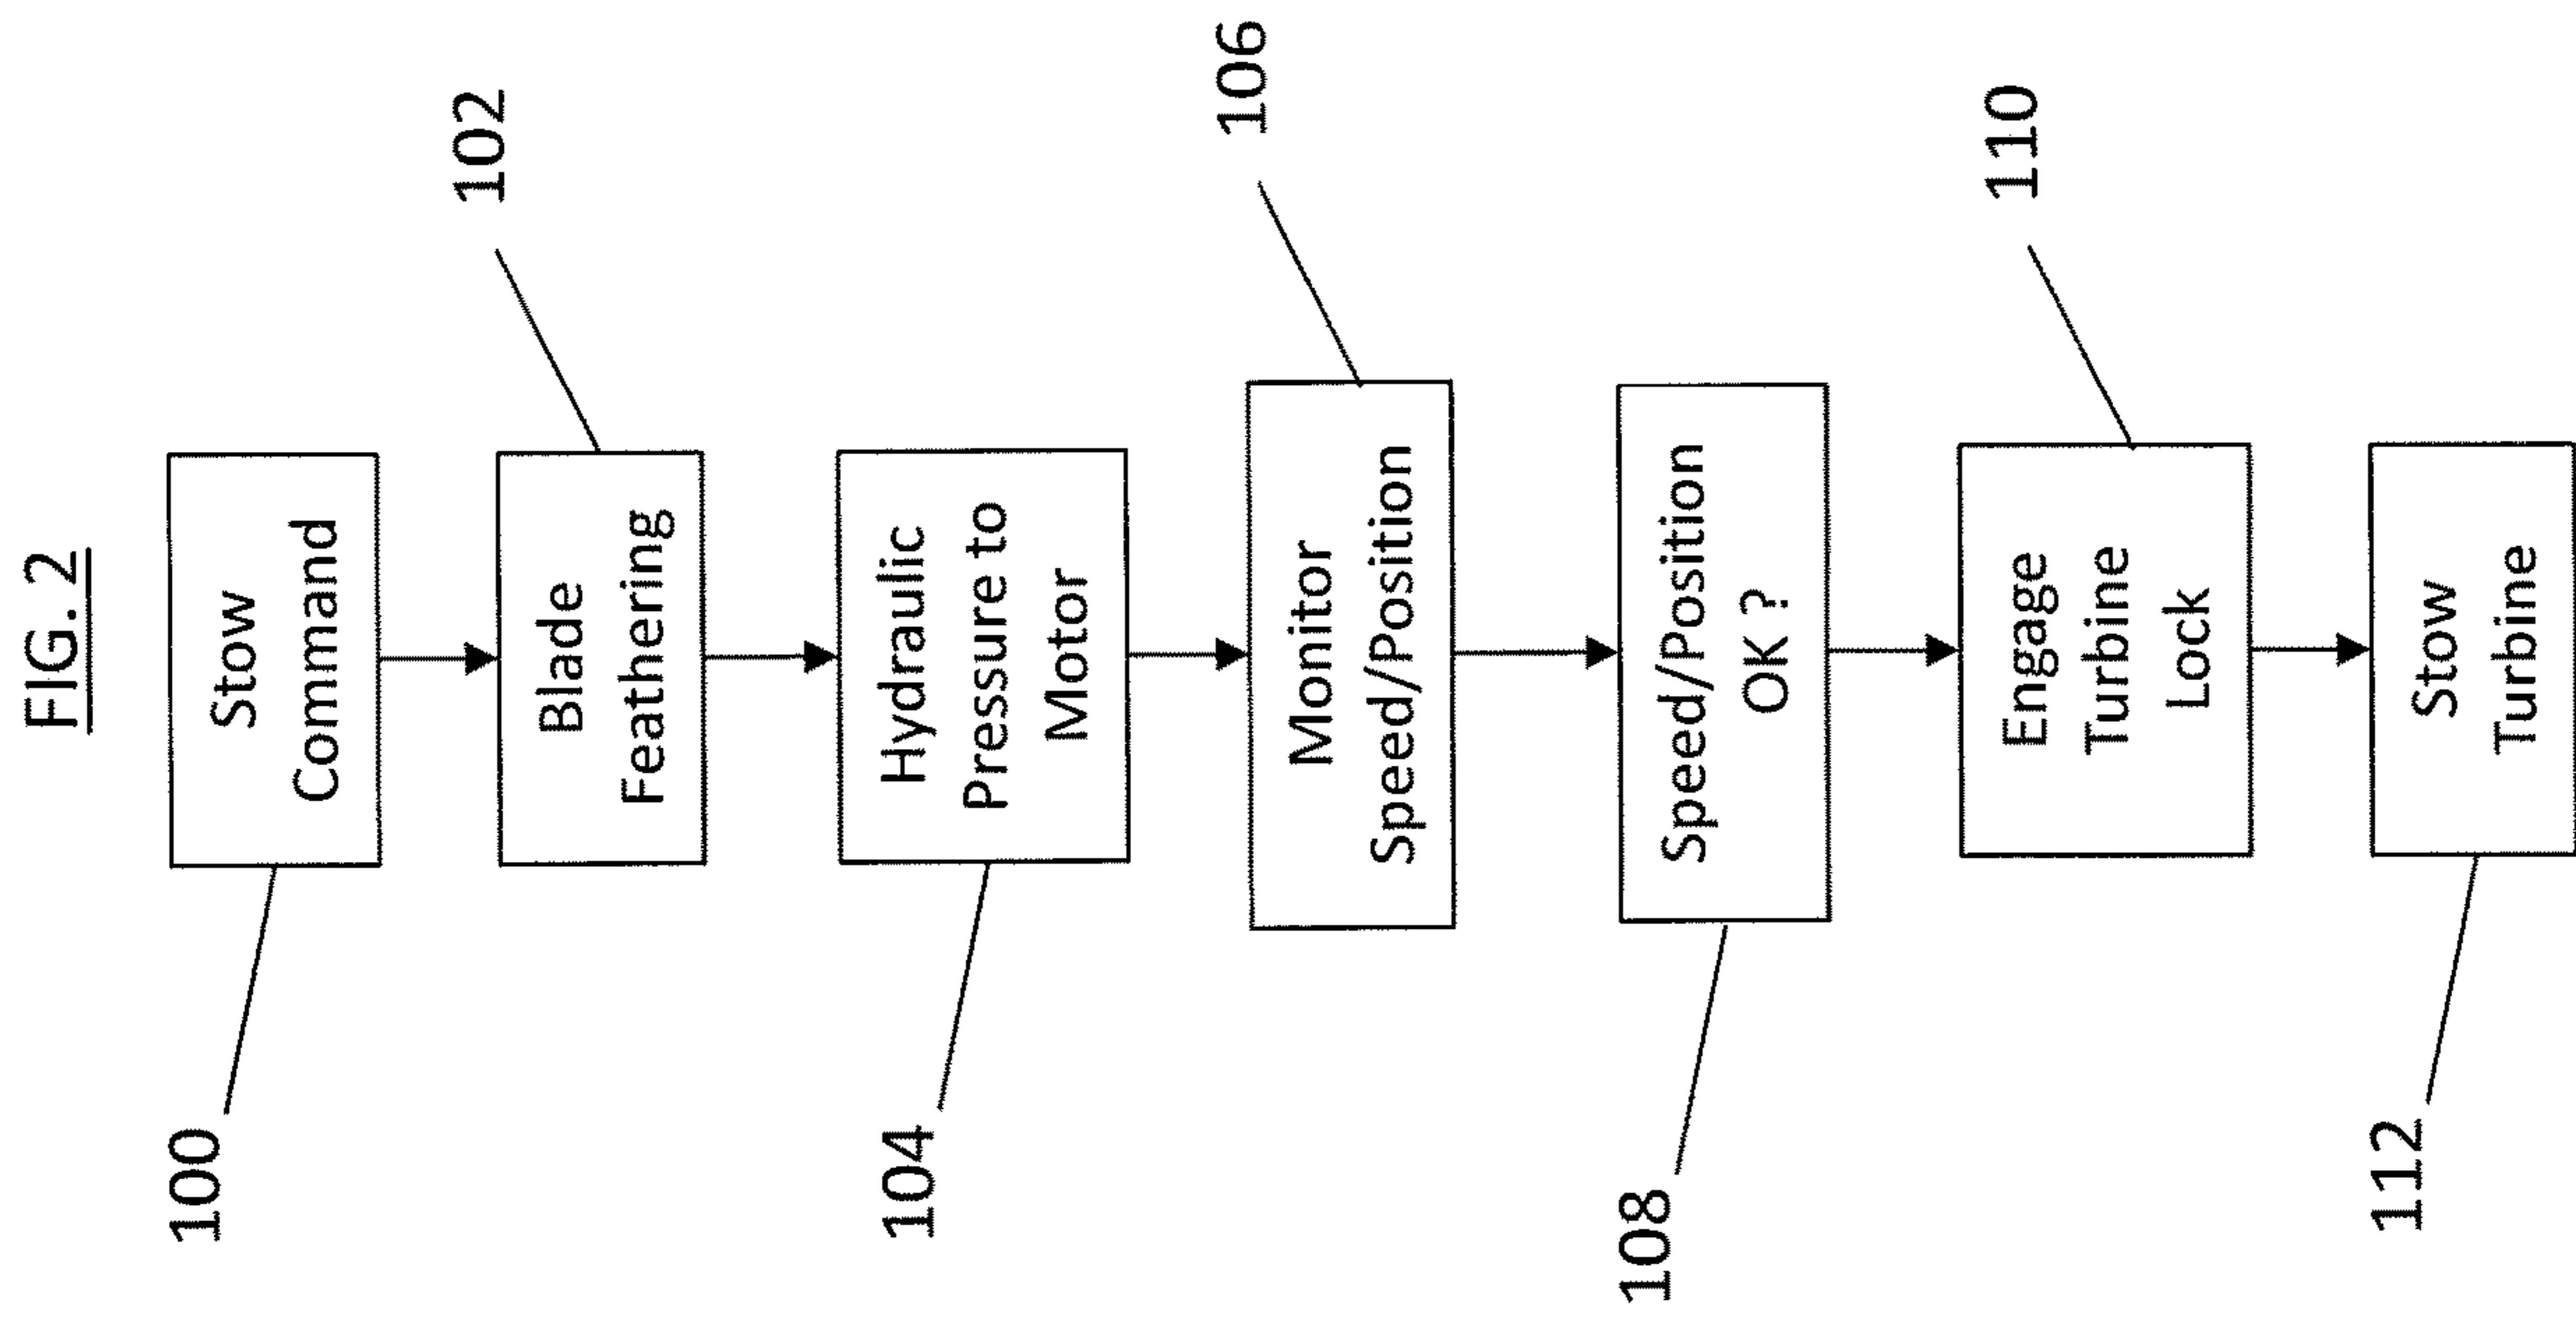 FIG. 2
100
Stow
Command
102
Blade
Feathering
104
Hydraulic
Pressure to
Motor
106
Monitor
Speed/Position
108
Speed/Position
OK ?
110
Engage
Turbine
Lock
112
Stow
Turbine